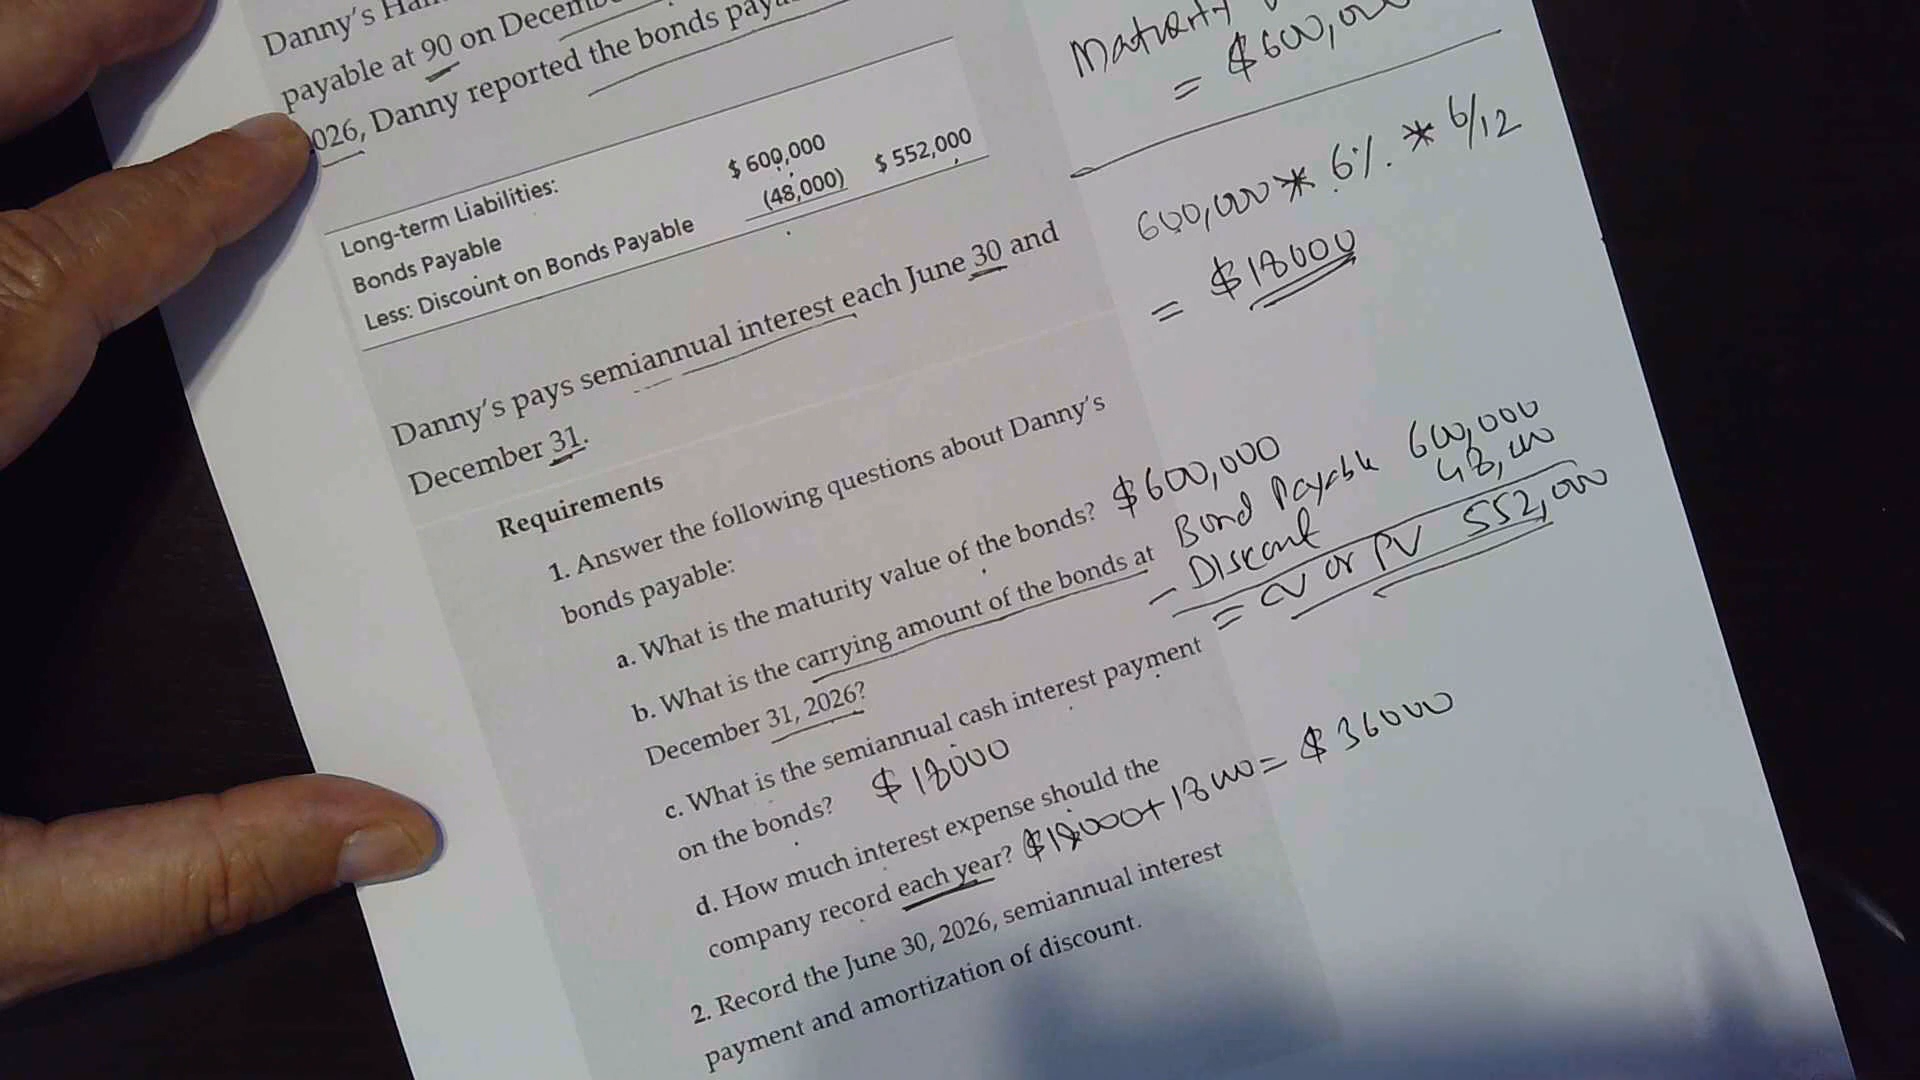 Danny's
payable at 90 on
026, Danny reported the bonds
Long-term Liabilities:
Bonds Payable $ 600,000
Less: Discount on Bonds Payable (48,000) $ 552,000
Danny's pays semiannual interest each June 30 and
December 31.
Requirements
1. Answer the following questions about Danny's
bonds payable:
a. What is the maturity value of the bonds? $600,000
b. What is the carrying amount of the bonds at
December 31, 2026?
c. What is the semiannual cash interest payment
on the bonds? $18000
d. How much interest expense should the
company record each year? $18000+18000= $36000
2. Record the June 30, 2026, semiannual interest
payment and amortization of discount.
Maturity
= $600,000
600,000 * 6%. * 6/12
= $18000
Bond Payable 600,000
- Discont 48,000
= CV or PV 552,000